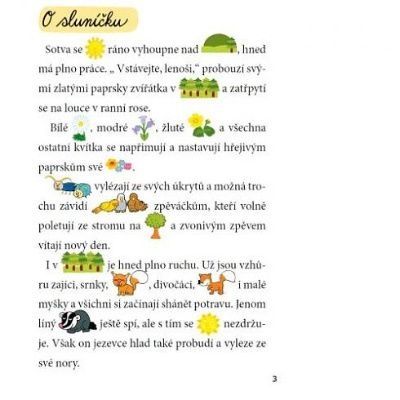 O sluníčku
Sotva se ráno vyhoupne nad , hned
má plno práce. „ Vstávejte, lenoši,“ probouzí svý-
mi zlatými paprsky zvířátka v a zatřpytí
se na louce v ranní rose.
Bílé , modré , žluté a všechna
ostatní kvítka se napřimují a nastavují hřejivým
paprskům své .
vylézají ze svých úkrytů a možná tro-
chu závidí zpěváčkům, kteří volně
poletují ze stromu na a zvonivým zpěvem
vítají nový den.
I v je hned plno ruchu. Už jsou vzhů-
ru zajíci, srnky, , divočáci, i malé
myšky a všichni si začínají shánět potravu. Jenom
líný ještě spí, ale s tím se nezdržu-
je. Však on jezevce hlad také probudí a vyleze ze
své nory.
3